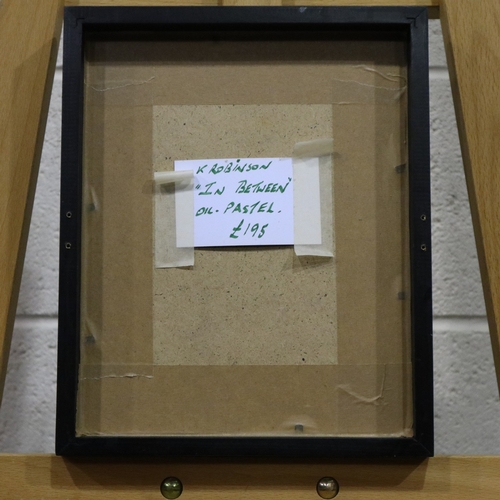 K ROBINSON
"IN BETWEEN"
OIL-PASTEL.
£195